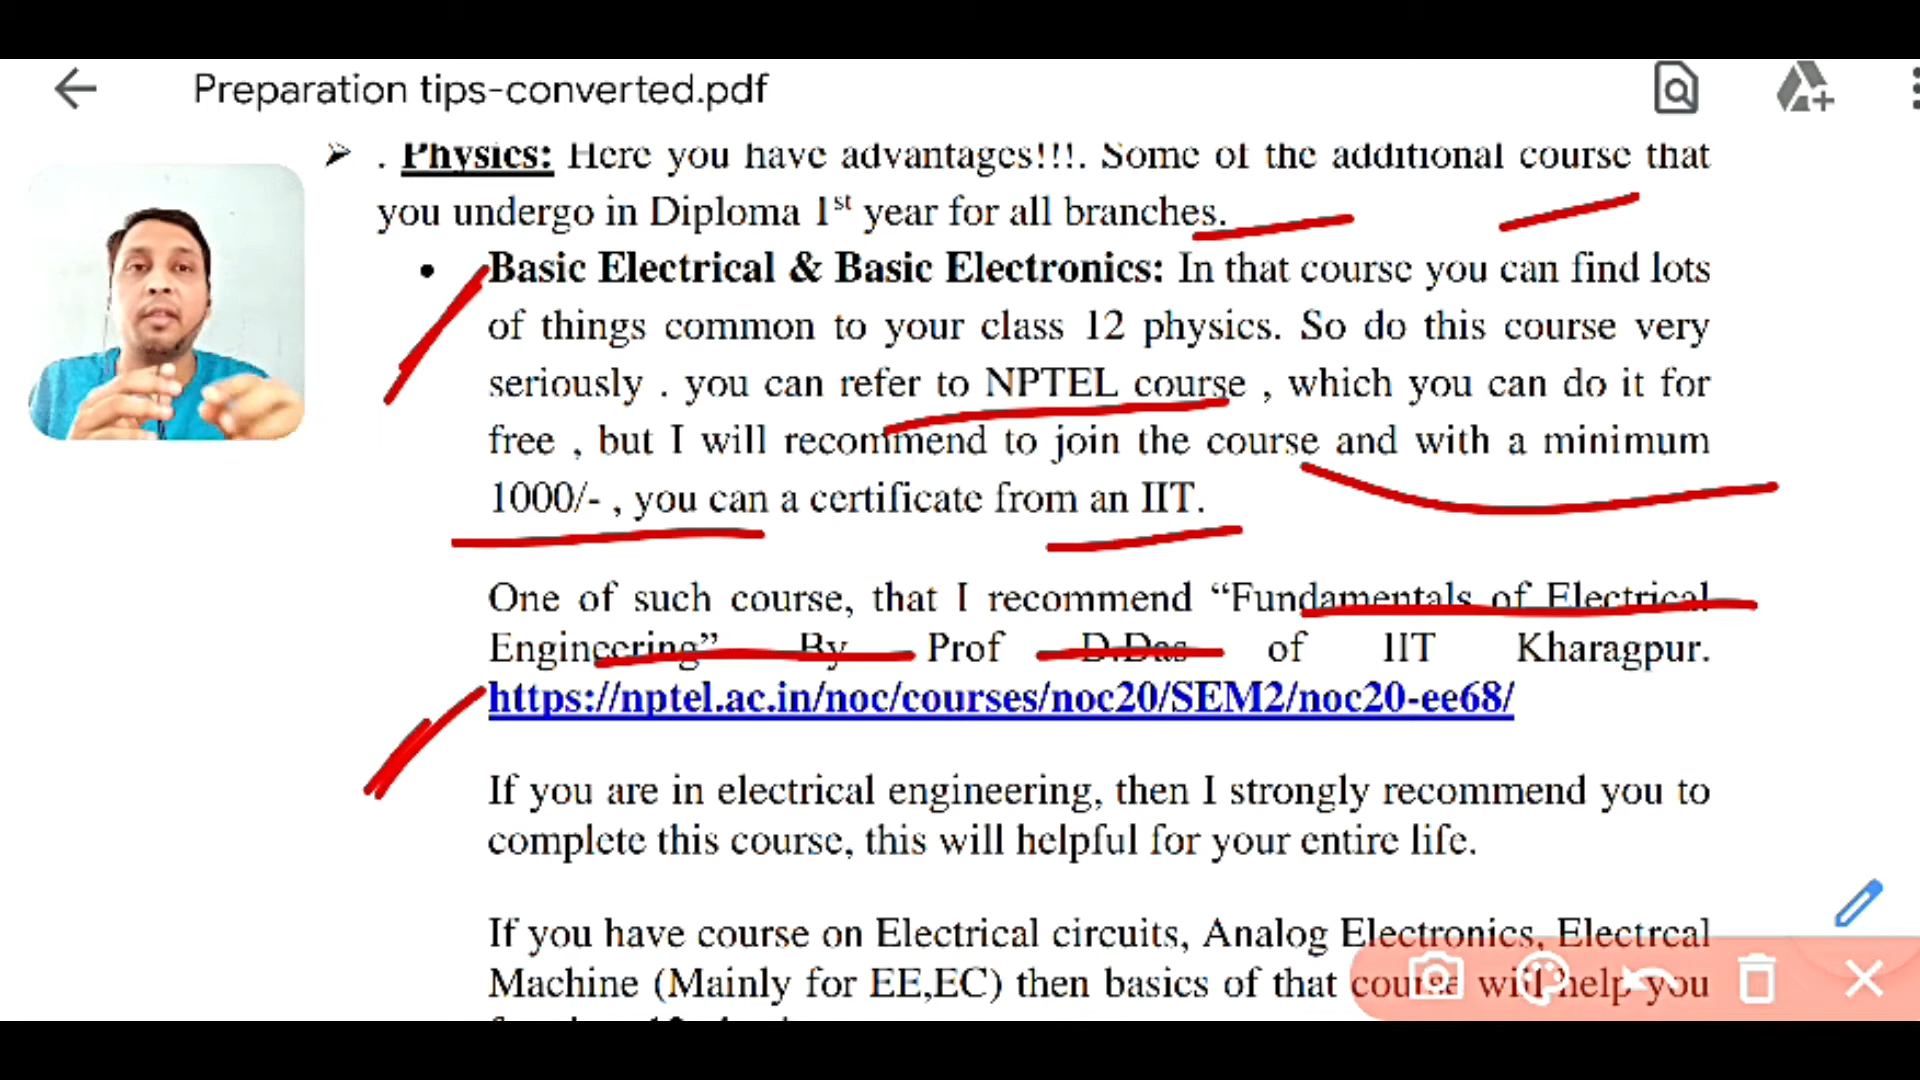 Preparation tips-converted.pdf
➤ . Physics: Here you have advantages!!!. Some of the additional course that
you undergo in Diploma 1st year for all branches.
• Basic Electrical & Basic Electronics: In that course you can find lots
of things common to your class 12 physics. So do this course very
seriously . you can refer to NPTEL course , which you can do it for
free , but I will recommend to join the course and with a minimum
1000/- , you can a certificate from an IIT.
One of such course, that I recommend “Fundamentals of Electrical
Engineering” By Prof D.Das of IIT Kharagpur.
https://nptel.ac.in/noc/courses/noc20/SEM2/noc20-ee68/
If you are in electrical engineering, then I strongly recommend you to
complete this course, this will helpful for your entire life.
If you have course on Electrical circuits, Analog Electronics, Electrcal
Machine (Mainly for EE,EC) then basics of that course will help you